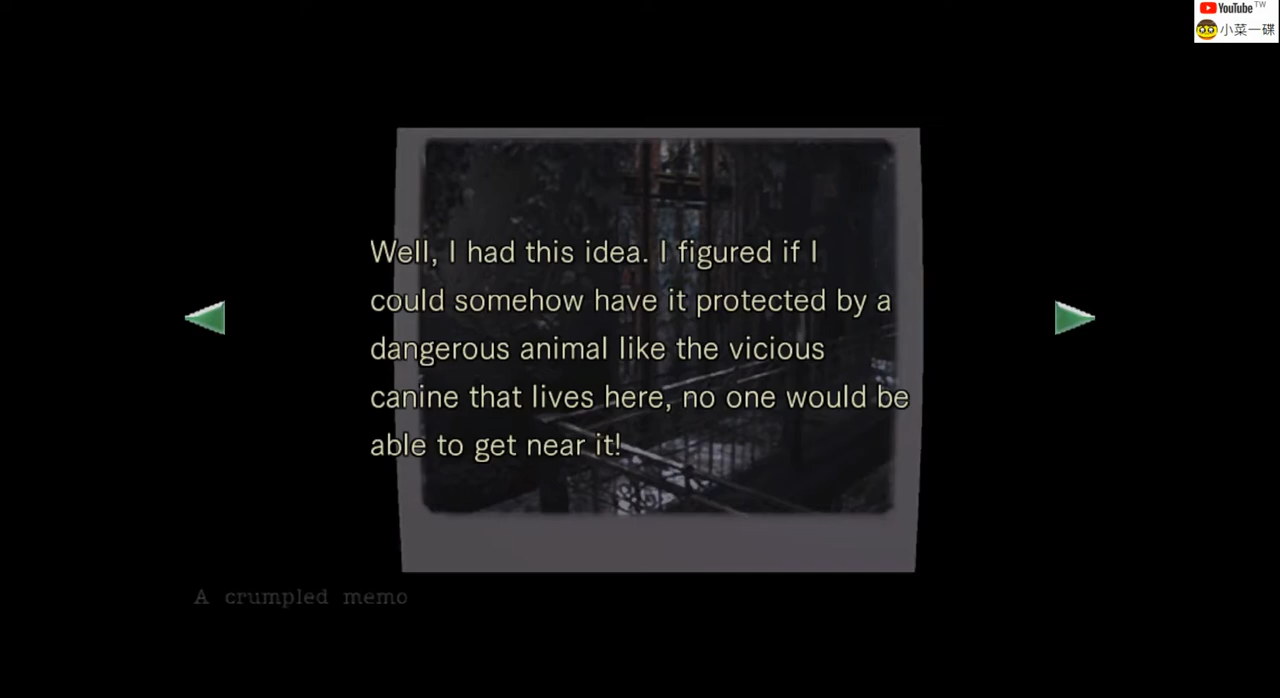 YouTube TW
小菜一碟
Well, I had this idea. I figured if I
could somehow have it protected by a
dangerous animal like the vicious
canine that lives here, no one would be
able to get near it!
A crumpled memo